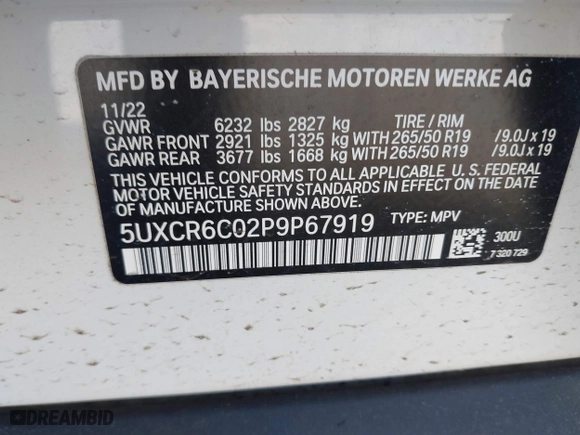 MFD BY BAYERISCHE MOTOREN WERKE AG
11/22
GVWR 6232 lbs 2827 kg TIRE / RIM
GAWR FRONT 2921 lbs 1325 kg WITH 265/50 R19 /9.0J x 19
GAWR REAR 3677 lbs 1668 kg WITH 265/50 R19 /9.0J x 19
THIS VEHICLE CONFORMS TO ALL APPLICABLE U. S. FEDERAL
MOTOR VEHICLE SAFETY STANDARDS IN EFFECT ON THE DATE
OF MANUFACTURE SHOWN ABOVE.
5UXCR6C02P9P67919 TYPE: MPV
300U
7 320 729
DREAMBID